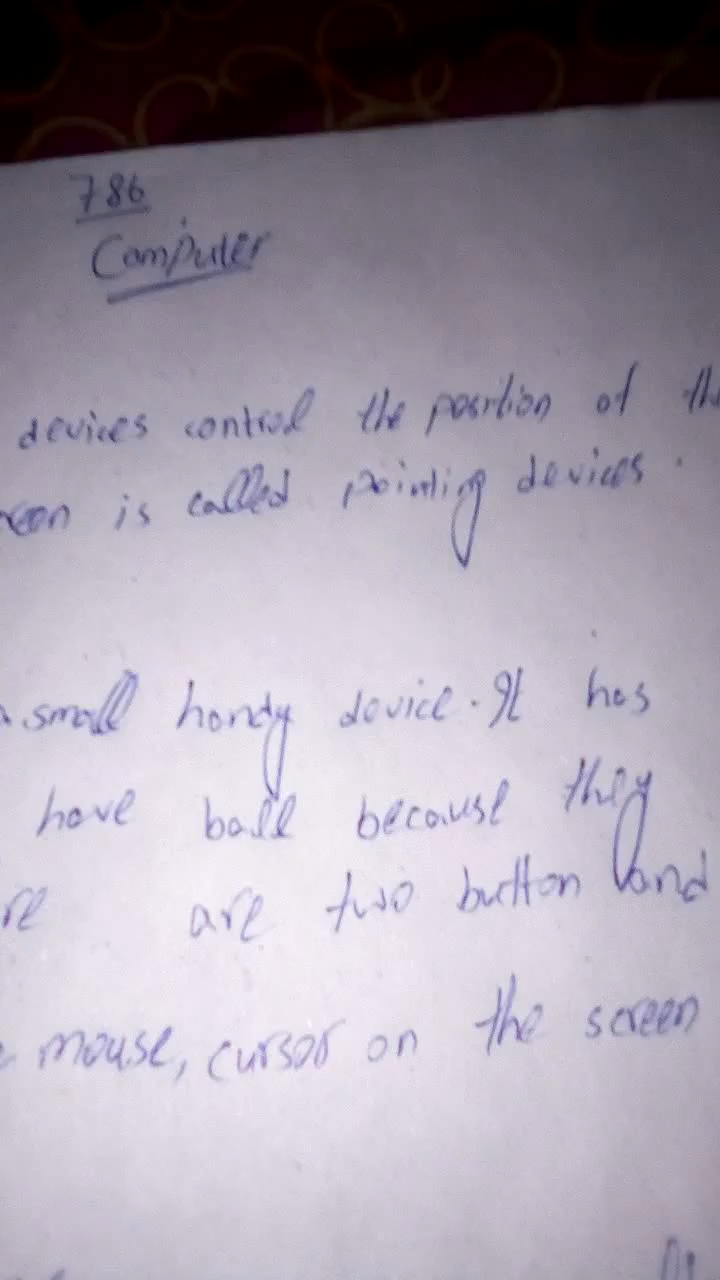 786
Computer
devices control the position of
is called pointing devices.
small handy device. It has
have ball because they
are two button and
mouse, cursor on the screen